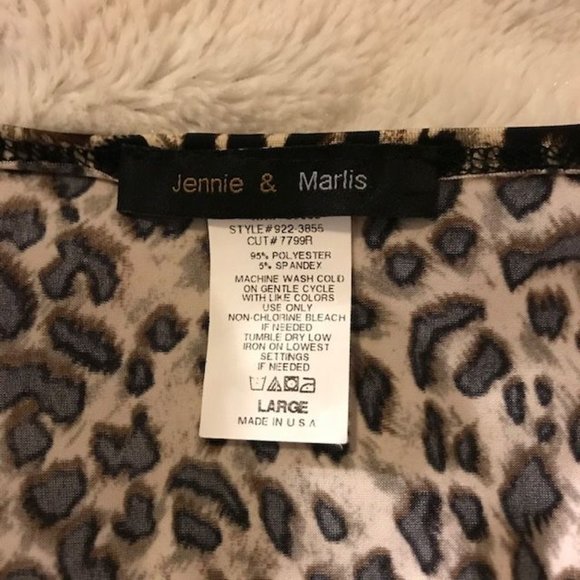 Jennie & Marlis
STYLE#922-3855
CUT# 7799R
95% POLYESTER
5% SPANDEX
MACHINE WASH COLD
ON GENTLE CYCLE
WITH LIKE COLORS
USE ONLY
NON-CHLORINE BLEACH
IF NEEDED
TUMBLE DRY LOW
IRON ON LOWEST
SETTINGS
IF NEEDED
LARGE
MADE IN U S A